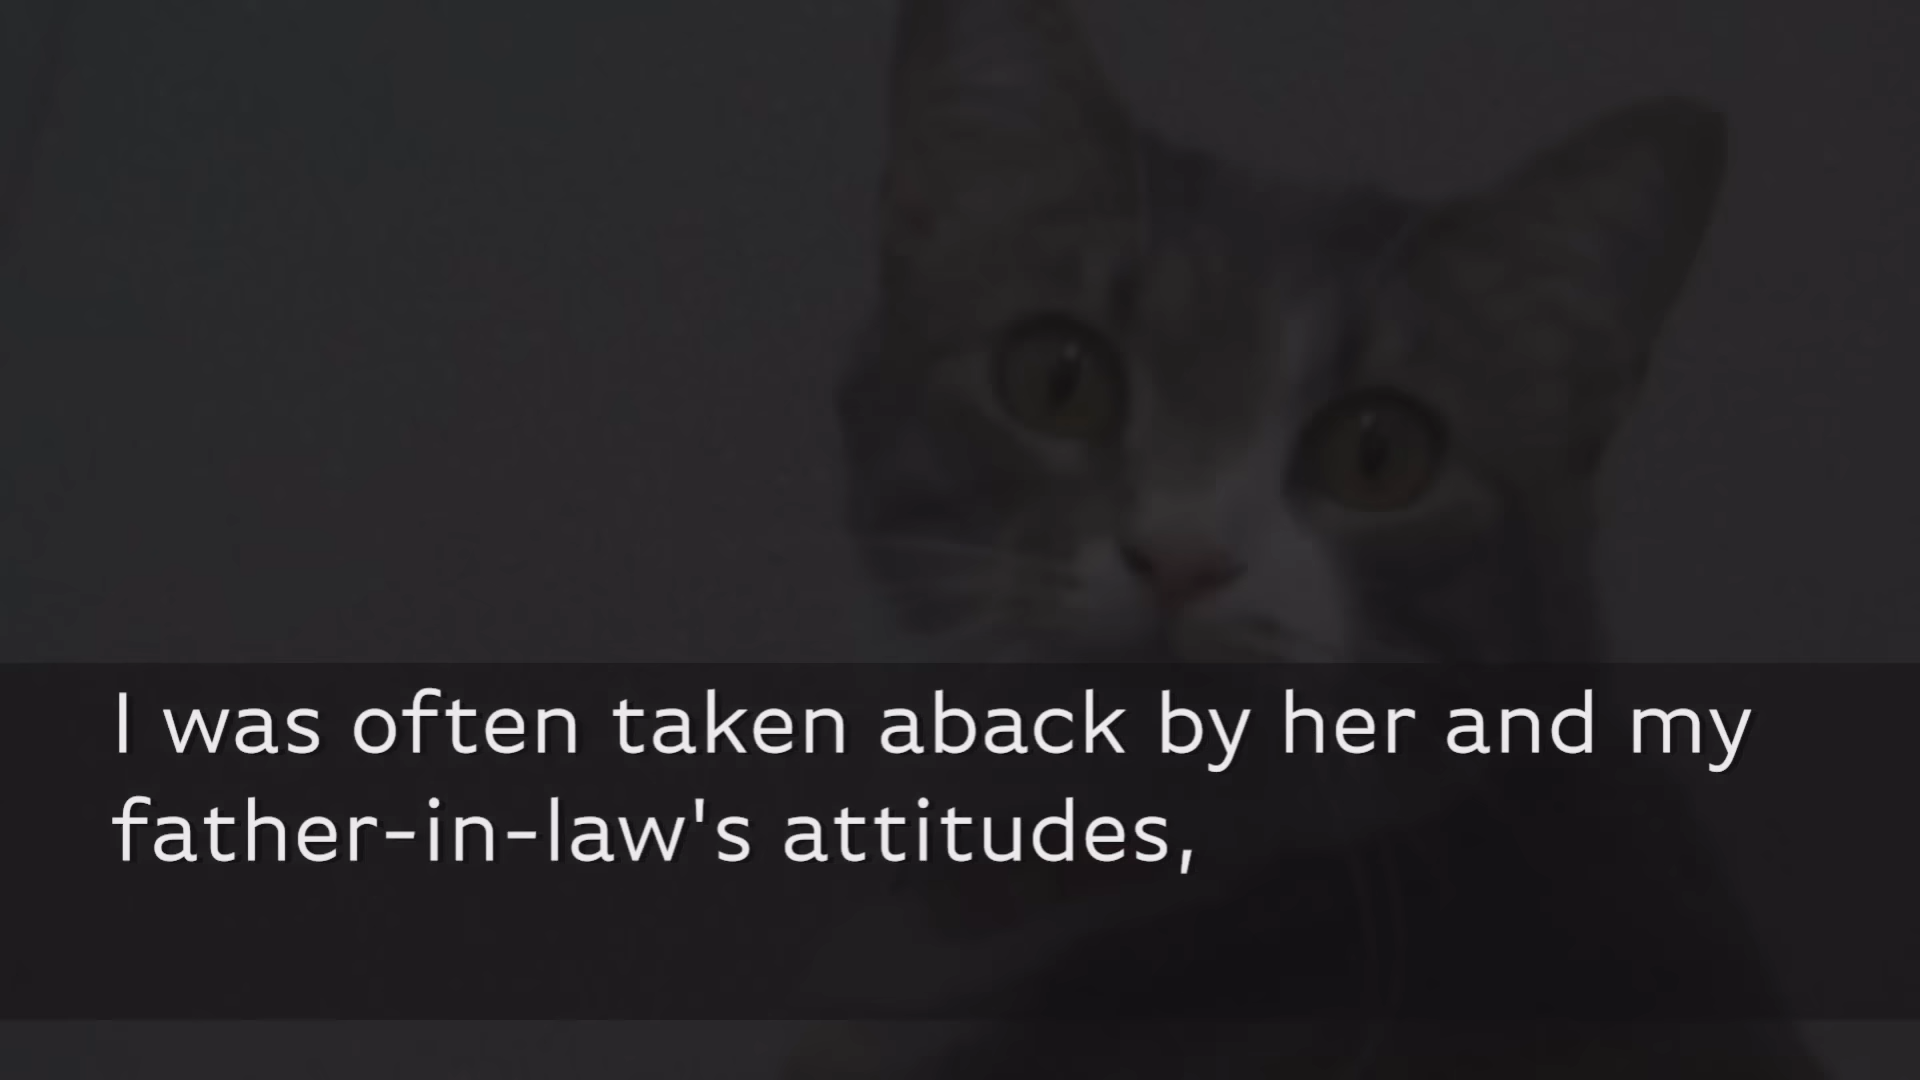 I was often taken aback by her and my
father-in-law's attitudes,